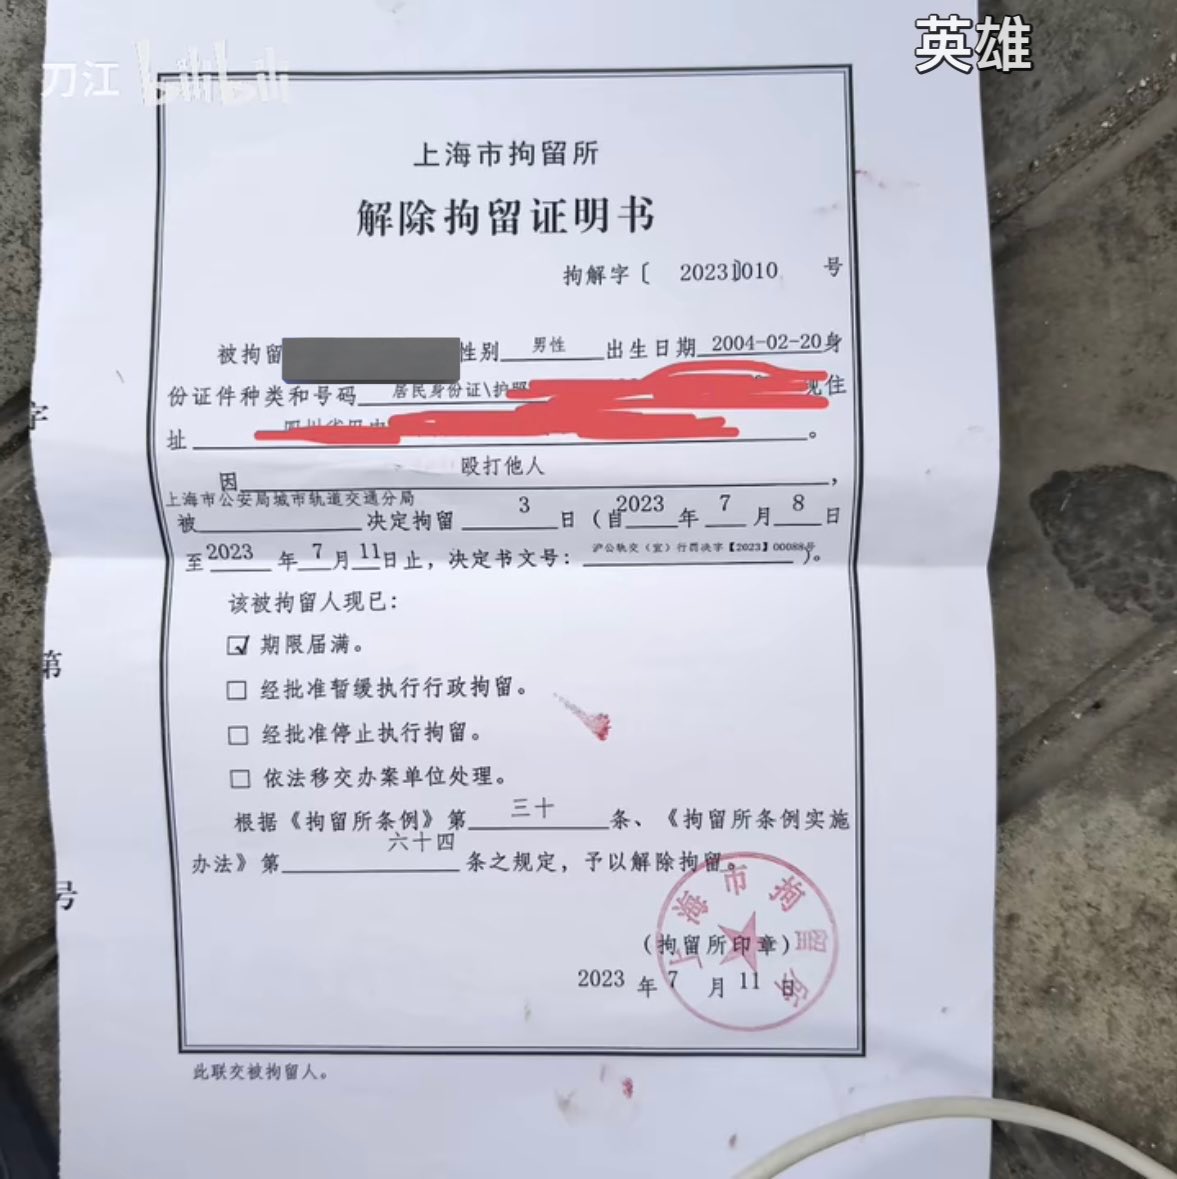 英雄
刀江 bilibili
上海市拘留所
解除拘留证明书
拘解字〔 2023〕010 号
被拘留 性别 男性 出生日期 2004-02-20 身
份证件种类和号码 居民身份证\护照 现住
址 四川省 。
因 殴打他人 ，
被 上海市公安局城市轨道交通分局 决定拘留 3 日（自 2023 年 7 月 8 日
至 2023 年 7 月 11 日止，决定书文号： 沪公轨交（宜）行罚决字【2023】00088号 ）。
该被拘留人现已：
☑ 期限届满。
□ 经批准暂缓执行行政拘留。
□ 经批准停止执行拘留。
□ 依法移交办案单位处理。
根据《拘留所条例》第 三十 条、《拘留所条例实施
办法》第 六十四 条之规定，予以解除拘留。
上海市拘留所
（拘留所印章）
2023 年 7 月 11 日
此联交被拘留人。
字
第
号